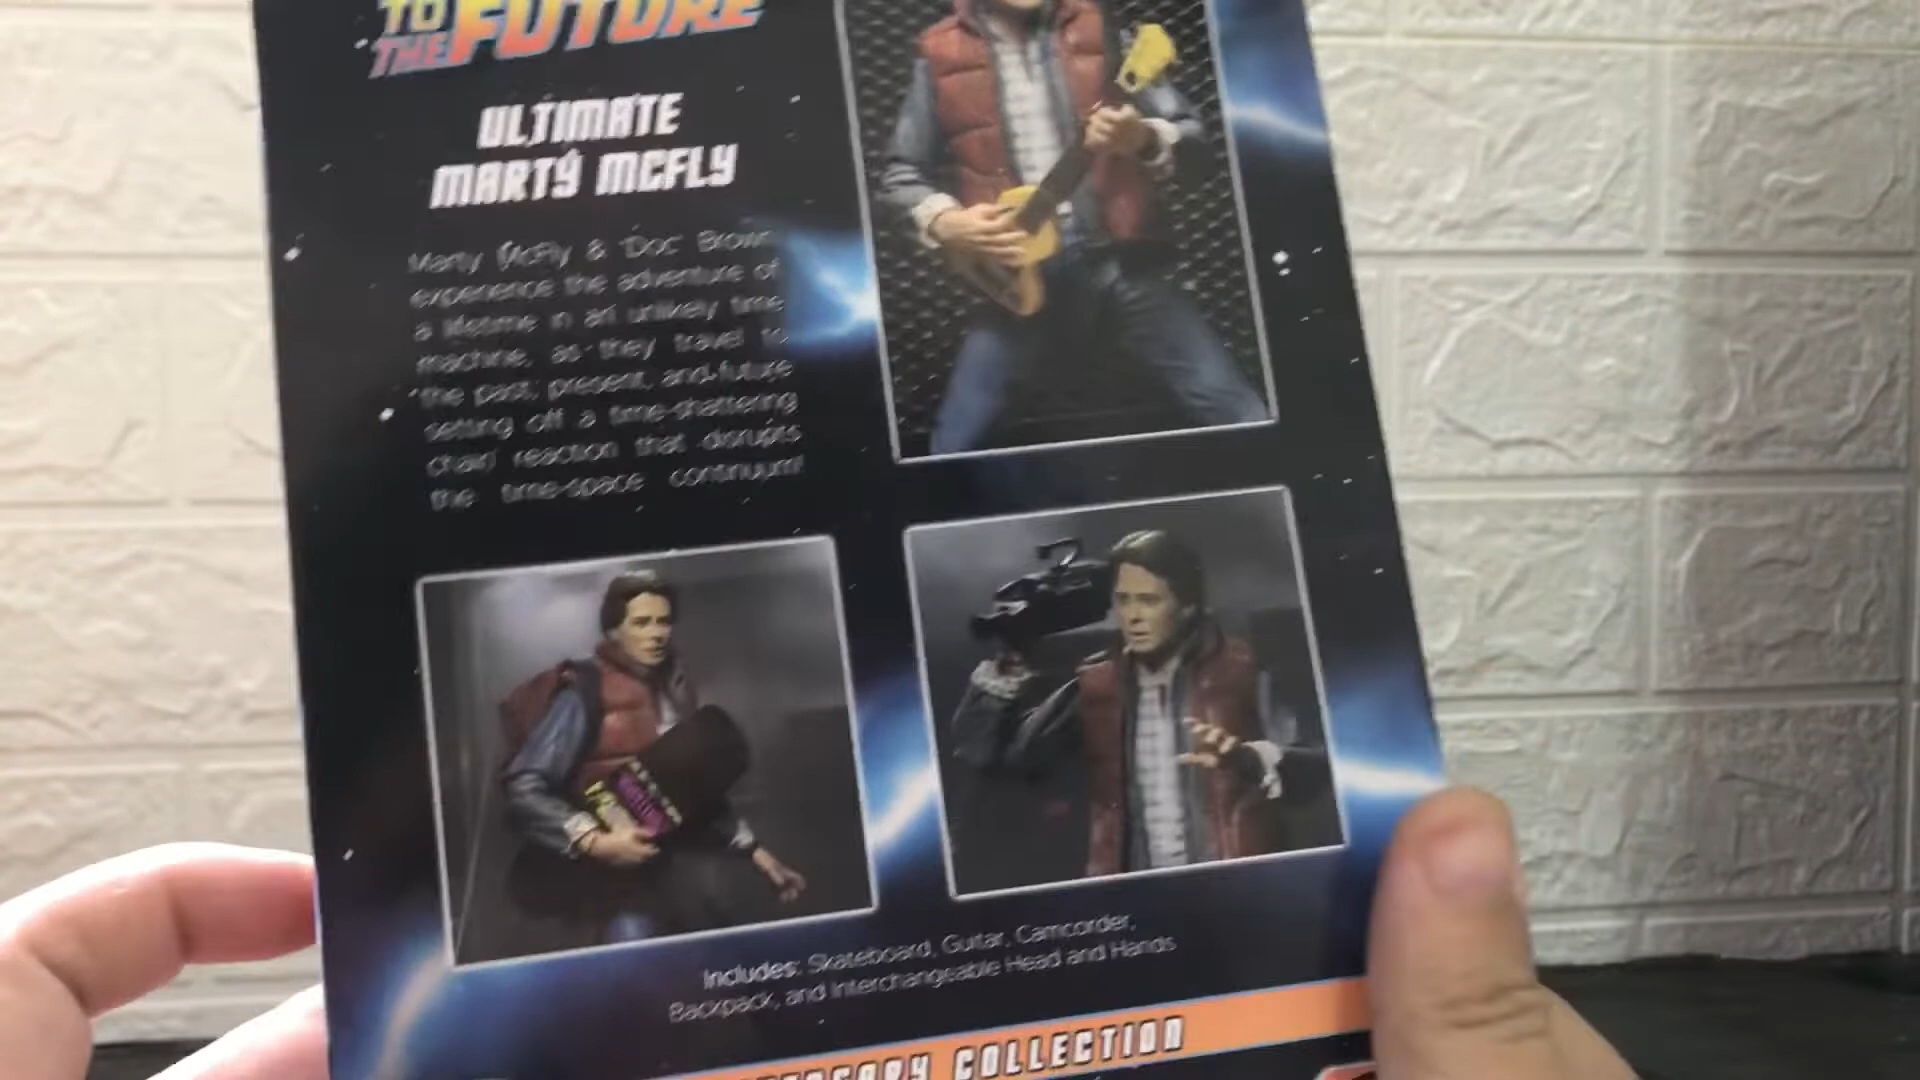 TO
THE FUTURE
ULTIMATE
MARTY MCFLY
Marty McFly & "Doc" Brown
experience the adventure of
a lifetime in an unlikely time
machine, as they travel to
the past, present, and future
setting off a time-shattering
chain reaction that disrupts
the time-space continuum!
Includes: Skateboard, Guitar, Camcorder,
Backpack, and Interchangeable Head and Hands
COLLECTION